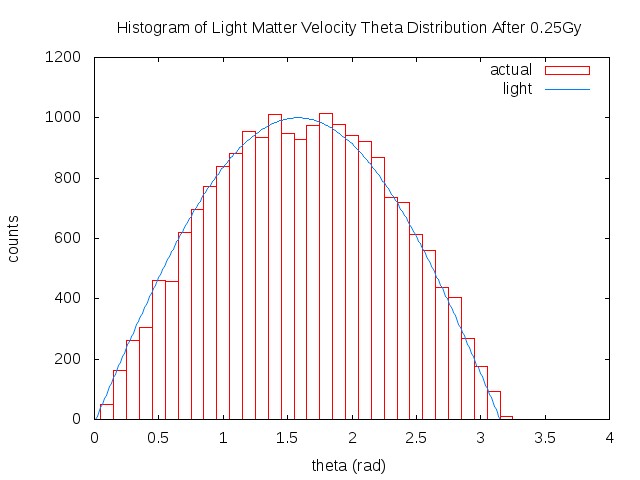 Histogram of Light Matter Velocity Theta Distribution After 0.25Gy
1200
1000
800
600
400
200
0
counts
actual
light
0 0.5 1 1.5 2 2.5 3 3.5 4
theta (rad)